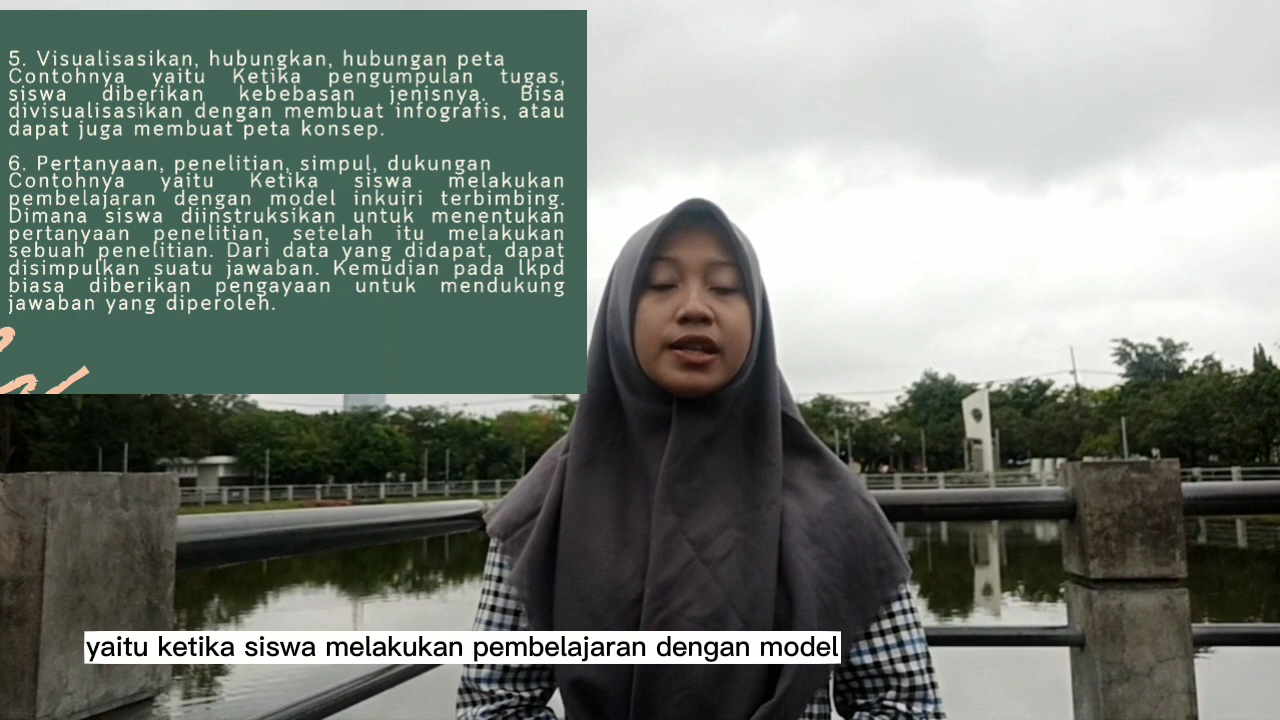 5. Visualisasikan, hubungkan, hubungan peta
Contohnya yaitu Ketika pengumpulan tugas,
siswa diberikan kebebasan jenisnya. Bisa
divisualisasikan dengan membuat infografis, atau
dapat juga membuat peta konsep.
6. Pertanyaan, penelitian, simpul, dukungan
Contohnya yaitu Ketika siswa melakukan
pembelajaran dengan model inkuiri terbimbing.
Dimana siswa diinstruksikan untuk menentukan
pertanyaan penelitian, setelah itu melakukan
sebuah penelitian. Dari data yang didapat, dapat
disimpulkan suatu jawaban. Kemudian pada lkpd
biasa diberikan pengayaan untuk mendukung
jawaban yang diperoleh.
yaitu ketika siswa melakukan pembelajaran dengan model